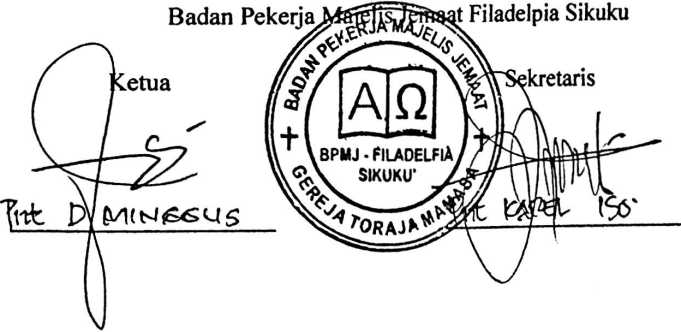 Badan Pekerja Majelis Jemaat Filadelpia Sikuku
Ketua
Sekretaris
BADAN PEKERJA MAJELIS JEMAAT
A Ω
BPMJ - FILADELFIA
SIKUKU'
GEREJA TORAJA MAMASA
Pnt D MINGGUS
Pnt KAREL ISO